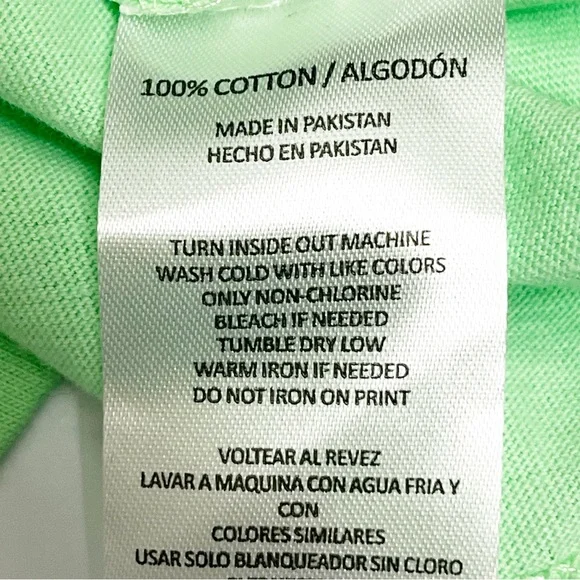 100% COTTON / ALGODÓN
MADE IN PAKISTAN
HECHO EN PAKISTAN
TURN INSIDE OUT MACHINE
WASH COLD WITH LIKE COLORS
ONLY NON-CHLORINE
BLEACH IF NEEDED
TUMBLE DRY LOW
WARM IRON IF NEEDED
DO NOT IRON ON PRINT
VOLTEAR AL REVEZ
LAVAR A MAQUINA CON AGUA FRIA Y
CON
COLORES SIMILARES
USAR SOLO BLANQUEADOR SIN CLORO